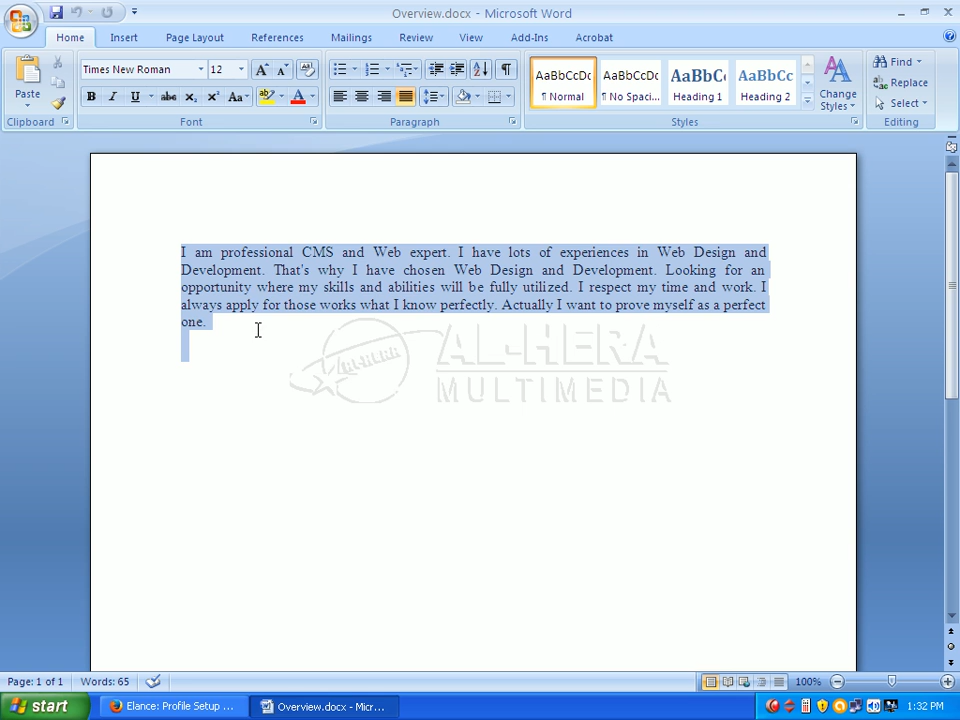 Overview.docx - Microsoft Word
Home Insert Page Layout References Mailings Review View Add-Ins Acrobat
Times New Roman 12 AaBbCcDc AaBbCcDc AaBbC AaBbCc Find
Replace
Paste B I U abc x₂ x² Aa A ¶ Normal ¶ No Spaci... Heading 1 Heading 2 Change Styles Select
Clipboard Font Paragraph Styles Editing
I am professional CMS and Web expert. I have lots of experiences in Web Design and
Development. That's why I have chosen Web Design and Development. Looking for an
opportunity where my skills and abilities will be fully utilized. I respect my time and work. I
always apply for those works what I know perfectly. Actually I want to prove myself as a perfect
one.
AL-HERA
AL-HERA
MULTIMEDIA
Page: 1 of 1 Words: 65 100%
start Elance: Profile Setup ... Overview.docx - Micr... 1:32 PM